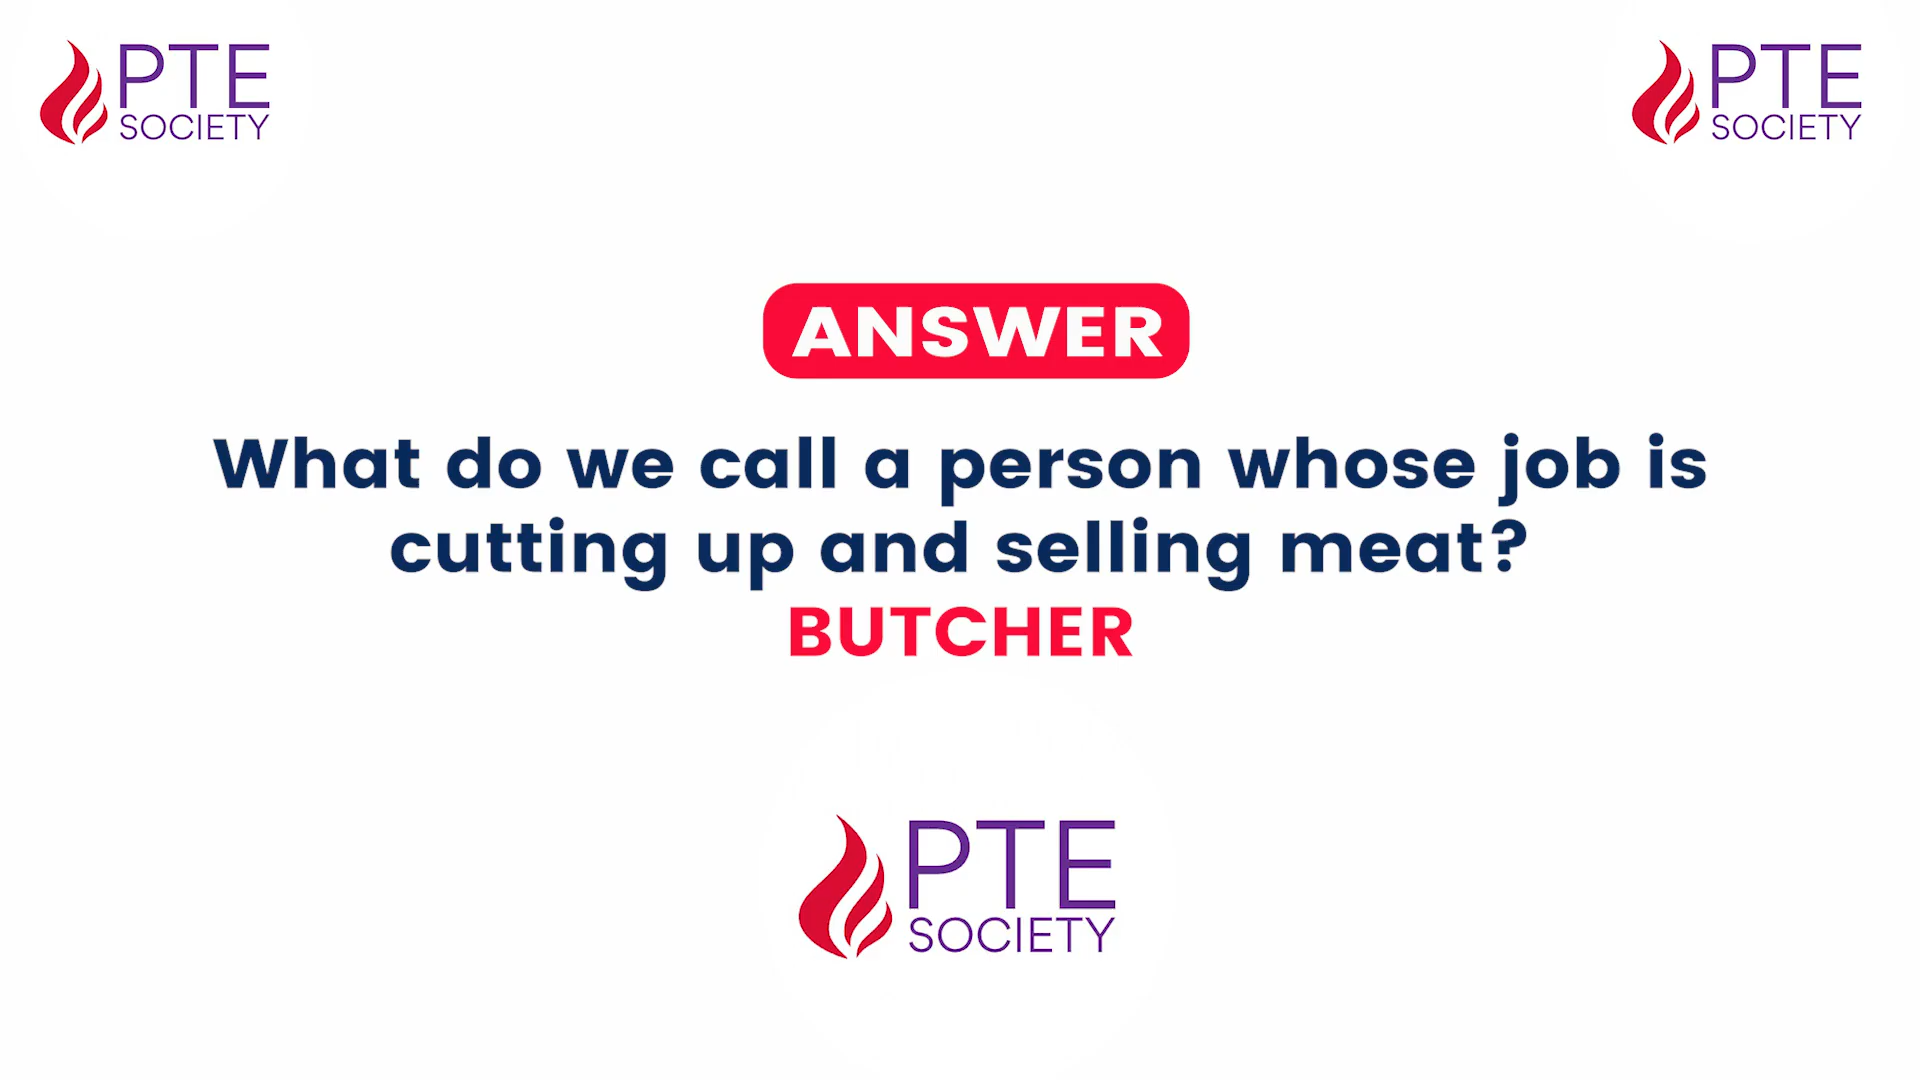 PTE
SOCIETY
PTE
SOCIETY
ANSWER
What do we call a person whose job is
cutting up and selling meat?
BUTCHER
PTE
SOCIETY